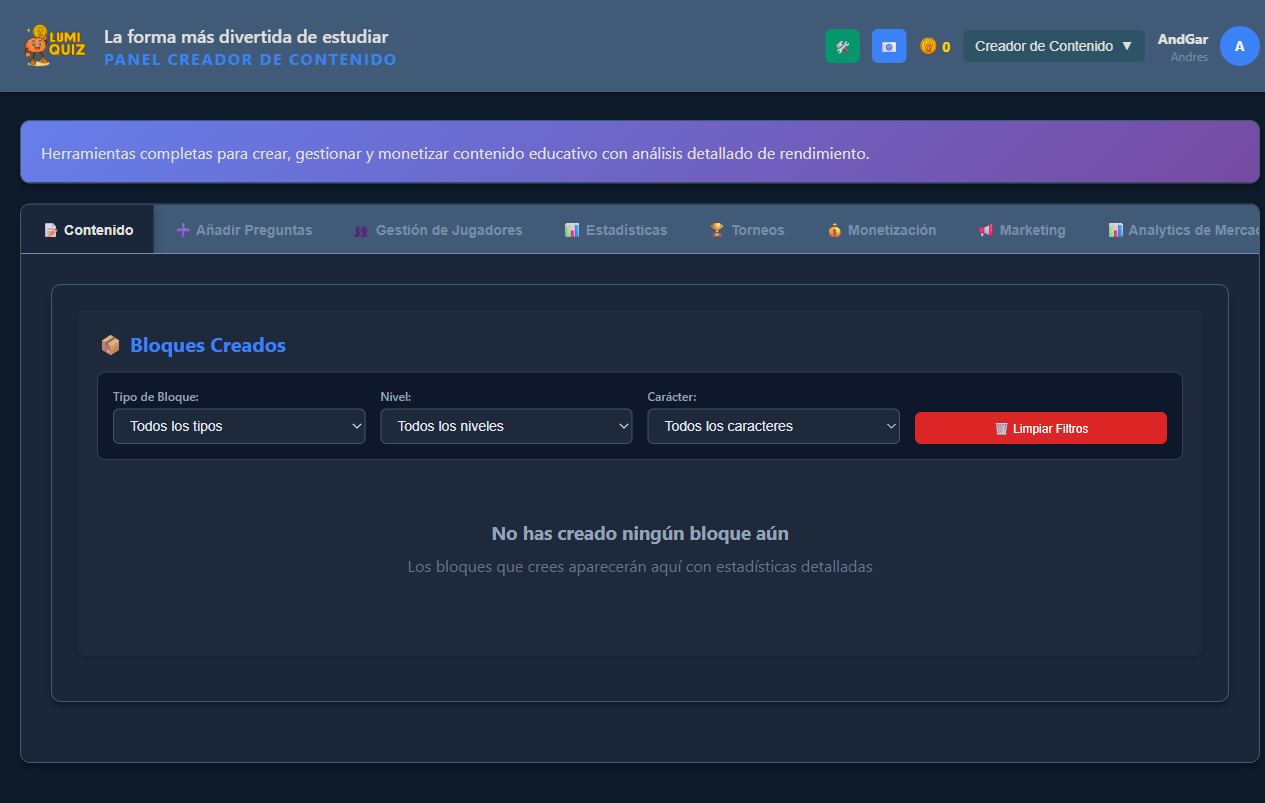 LUMI
QUIZ
La forma más divertida de estudiar
PANEL CREADOR DE CONTENIDO
0
Creador de Contenido ▼
AndGar
Andres
A
Herramientas completas para crear, gestionar y monetizar contenido educativo con análisis detallado de rendimiento.
Contenido
Añadir Preguntas
Gestión de Jugadores
Estadísticas
Torneos
Monetización
Marketing
Analytics de Mercad
Bloques Creados
Tipo de Bloque:
Nivel:
Carácter:
Todos los tipos
Todos los niveles
Todos los caracteres
Limpiar Filtros
No has creado ningún bloque aún
Los bloques que crees aparecerán aquí con estadísticas detalladas